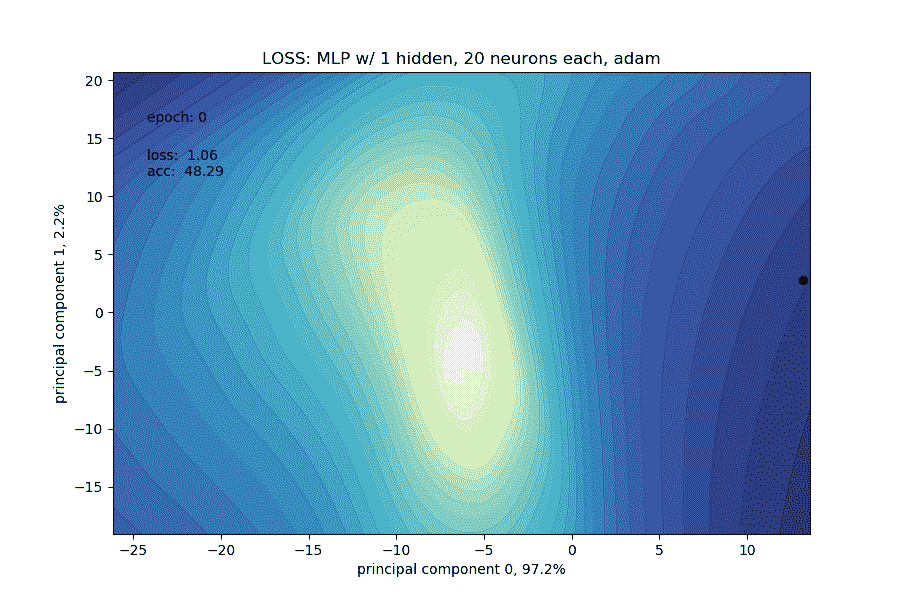 LOSS: MLP w/ 1 hidden, 20 neurons each, adam
epoch: 0
loss: 1.06
acc: 48.29
20
15
10
5
0
−5
−10
−15
principal component 1, 2.2%
−25 −20 −15 −10 −5 0 5 10
principal component 0, 97.2%